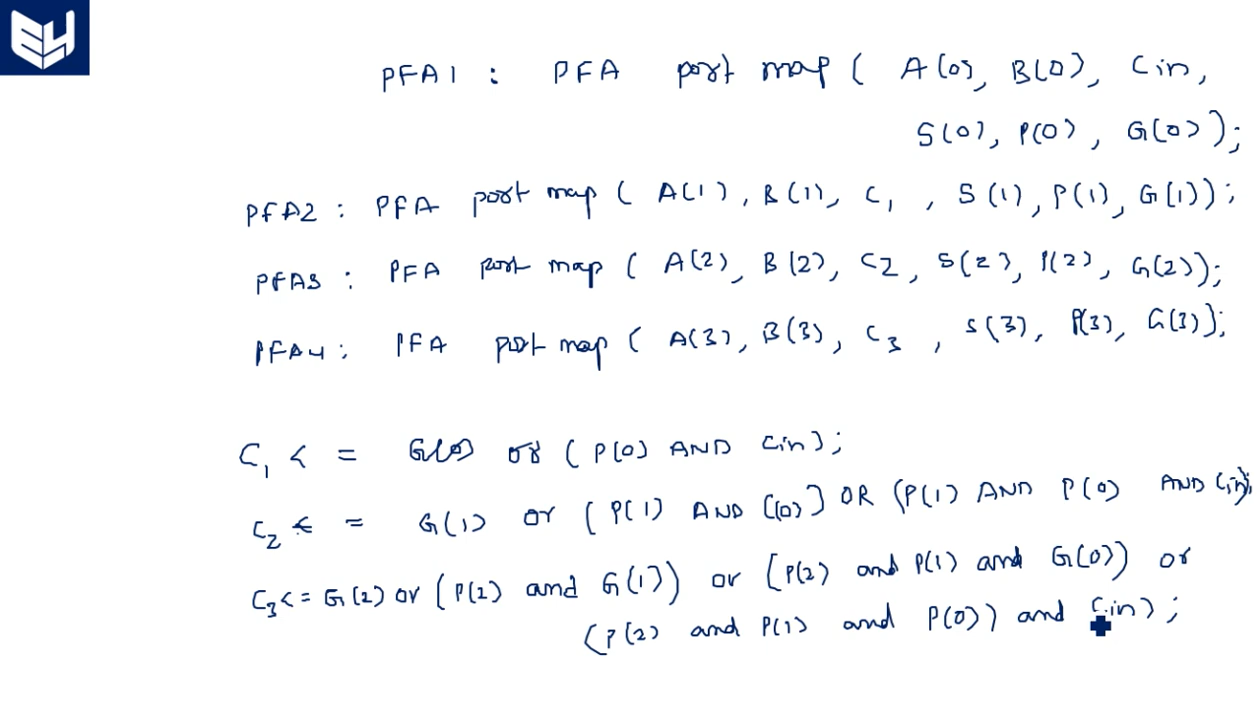 PFA1 : PFA port map ( A(0), B(0), Cin,
S(0), P(0), G(0));
PFA2 : PFA port map ( A(1), B(1), C1, S(1), P(1), G(1));
PFA3 : PFA port map ( A(2), B(2), C2, S(2), P(2), G(2));
PFA4 : PFA port map ( A(3), B(3), C3, S(3), P(3), G(3));
C1 <= G(0) or ( P(0) AND Cin);
C2 <= G(1) or ( P(1) AND G(0)) OR (P(1) AND P(0) AND Cin);
C3 <= G(2) or (P(2) and G(1)) or (P(2) and P(1) and G(0)) or
(P(2) and P(1) and P(0)) and Cin);